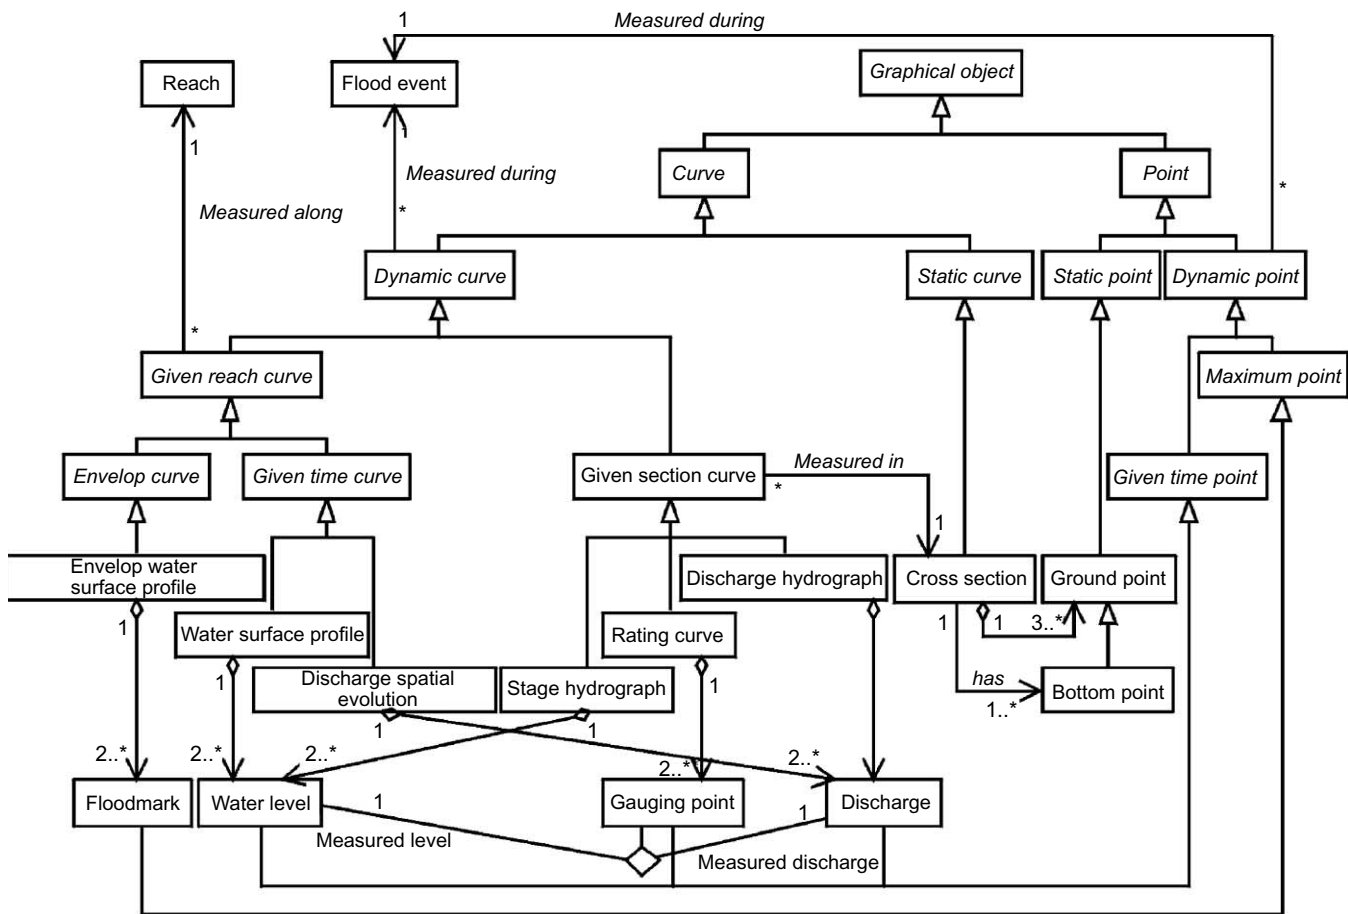 Measured during
1
Reach
Flood event
Graphical object
1
1
Curve
Point
Measured during
*
Measured along
*
Dynamic curve
Static curve
Static point
Dynamic point
*
Given reach curve
Maximum point
Envelop curve
Given time curve
Given section curve
Measured in
Given time point
*
1
Envelop water
surface profile
Discharge hydrograph
Cross section
Ground point
1
Water surface profile
Rating curve
1
1
3..*
1
Discharge spatial
evolution
Stage hydrograph
1
has
Bottom point
1..*
1
1
2..*
2..*
2..*
2..*
2..*
Floodmark
Water level
1
Gauging point
1
Discharge
Measured level
Measured discharge